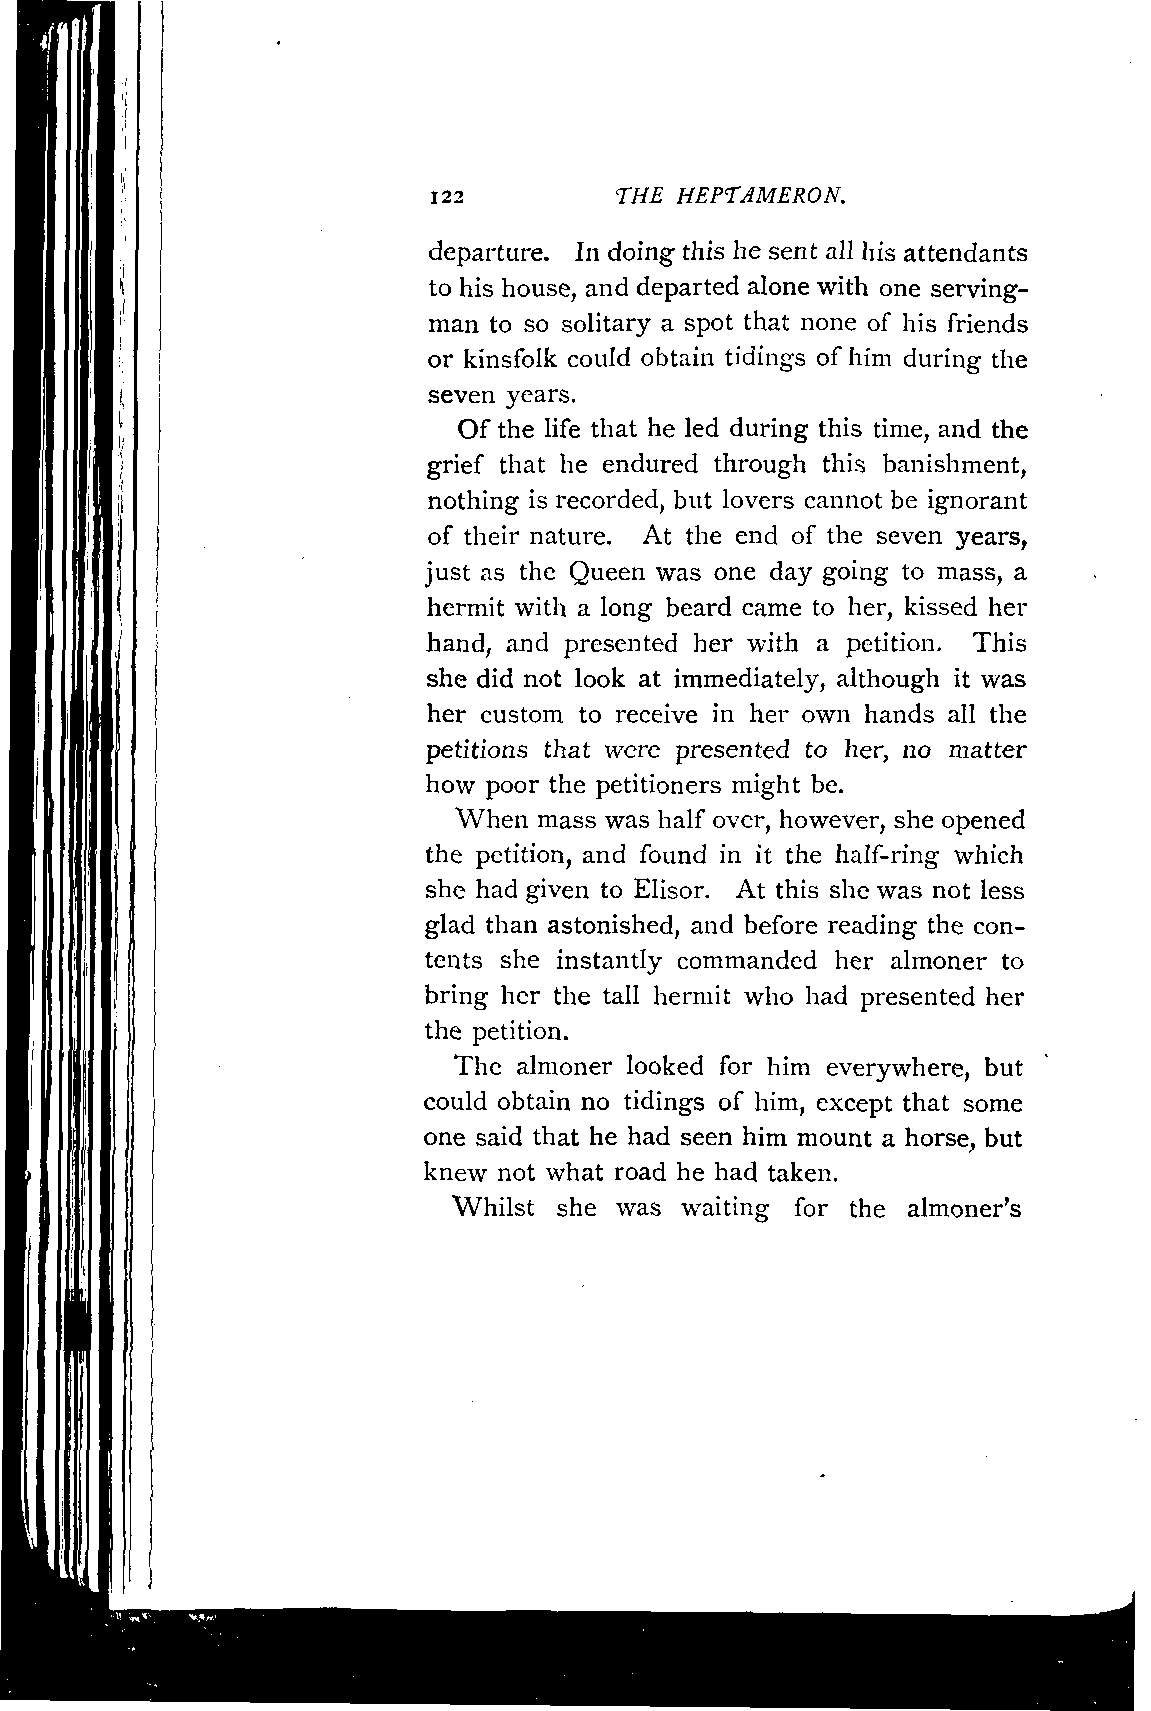 122 THE HEPTAMERON.
departure. In doing this he sent all his attendants
to his house, and departed alone with one serving-
man to so solitary a spot that none of his friends
or kinsfolk could obtain tidings of him during the
seven years.
Of the life that he led during this time, and the
grief that he endured through this banishment,
nothing is recorded, but lovers cannot be ignorant
of their nature. At the end of the seven years,
just as the Queen was one day going to mass, a
hermit with a long beard came to her, kissed her
hand, and presented her with a petition. This
she did not look at immediately, although it was
her custom to receive in her own hands all the
petitions that were presented to her, no matter
how poor the petitioners might be.
When mass was half over, however, she opened
the petition, and found in it the half-ring which
she had given to Elisor. At this she was not less
glad than astonished, and before reading the con-
tents she instantly commanded her almoner to
bring her the tall hermit who had presented her
the petition.
The almoner looked for him everywhere, but
could obtain no tidings of him, except that some
one said that he had seen him mount a horse, but
knew not what road he had taken.
Whilst she was waiting for the almoner's